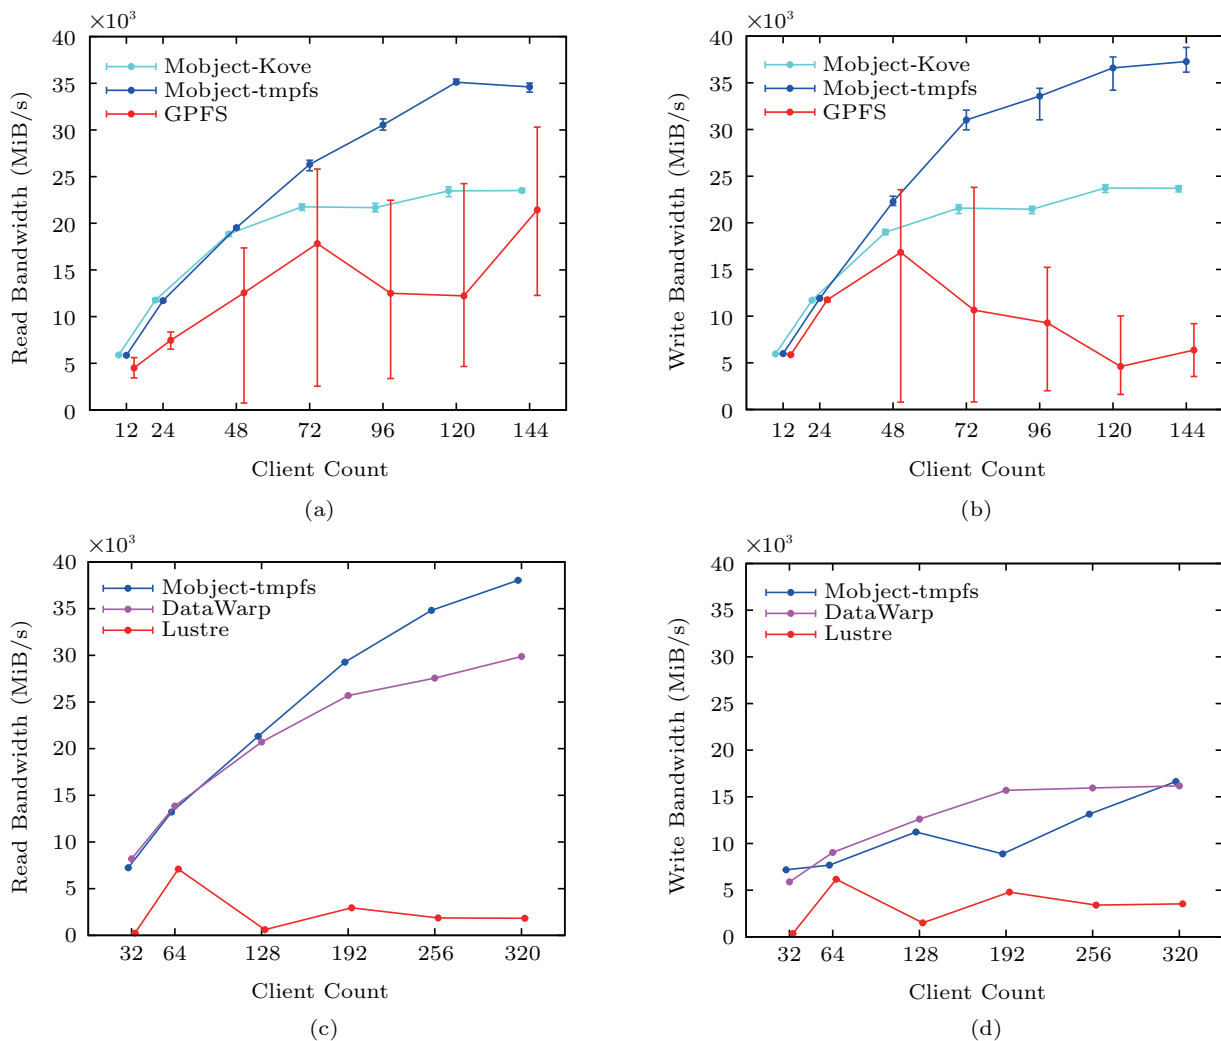 ×10³
40
35
30
25
20
15
10
5
0
Read Bandwidth (MiB/s)
Mobject-Kove
Mobject-tmpfs
GPFS
12 24 48 72 96 120 144
Client Count
(a)
×10³
40
35
30
25
20
15
10
5
0
Write Bandwidth (MiB/s)
Mobject-Kove
Mobject-tmpfs
GPFS
12 24 48 72 96 120 144
Client Count
(b)
×10³
40
35
30
25
20
15
10
5
0
Read Bandwidth (MiB/s)
Mobject-tmpfs
DataWarp
Lustre
32 64 128 192 256 320
Client Count
(c)
×10³
40
35
30
25
20
15
10
5
0
Write Bandwidth (MiB/s)
Mobject-tmpfs
DataWarp
Lustre
32 64 128 192 256 320
Client Count
(d)